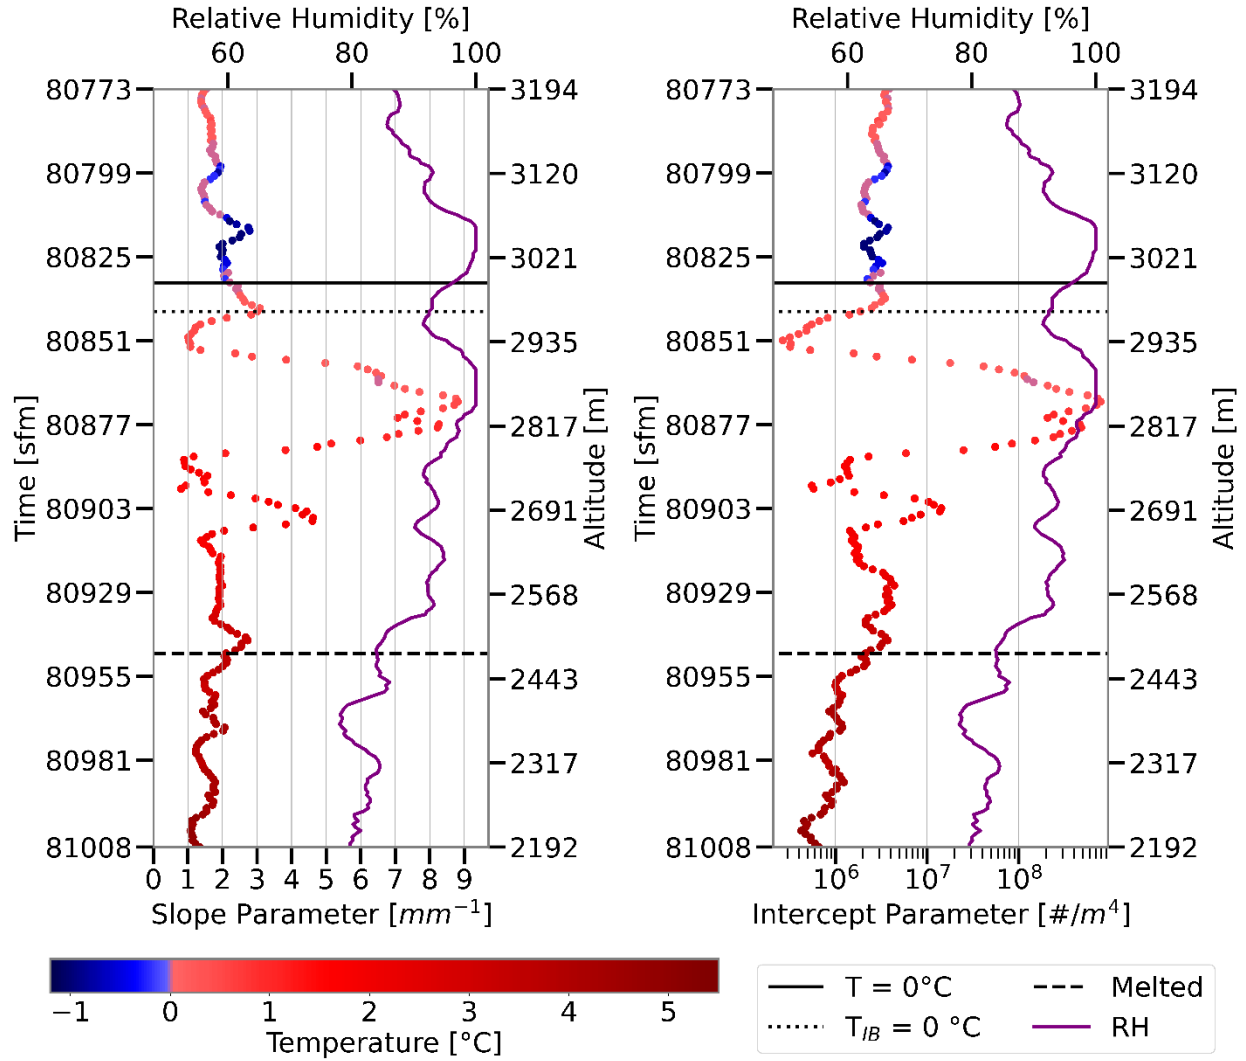 Relative Humidity [%]
60 80 100
80773
80799
80825
80851
80877
80903
80929
80955
80981
81008
Time [sfm]
3194
3120
3021
2935
2817
2691
2568
2443
2317
2192
Altitude [m]
0 1 2 3 4 5 6 7 8 9
Slope Parameter [mm⁻¹]
Relative Humidity [%]
60 80 100
80773
80799
80825
80851
80877
80903
80929
80955
80981
81008
Time [sfm]
3194
3120
3021
2935
2817
2691
2568
2443
2317
2192
Altitude [m]
10⁶ 10⁷ 10⁸
Intercept Parameter [#/m⁴]
−1 0 1 2 3 4 5
Temperature [°C]
T = 0°C
T_IB = 0 °C
Melted
RH